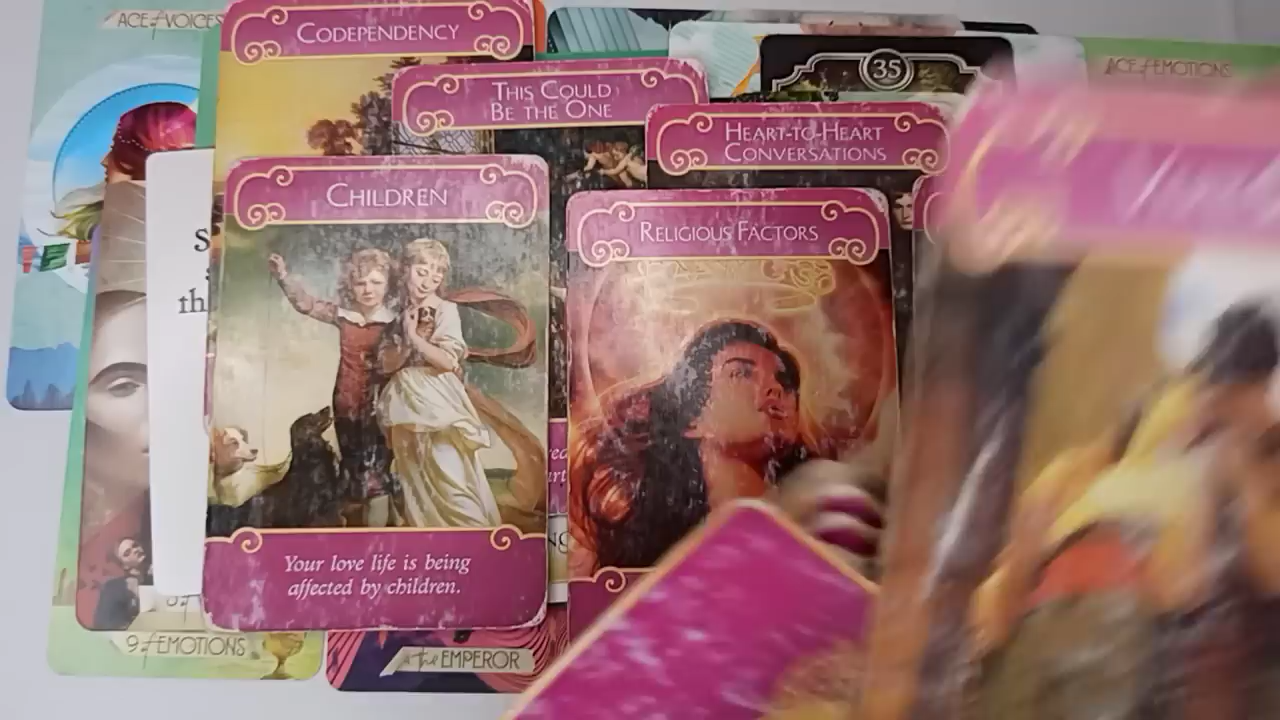 ACE of VOICES
CODEPENDENCY
THIS COULD
BE THE ONE
35
ACE of EMOTIONS
HEART-TO-HEART
CONVERSATIONS
CHILDREN
RELIGIOUS FACTORS
Your love life is being
affected by children.
9 of EMOTIONS
the EMPEROR